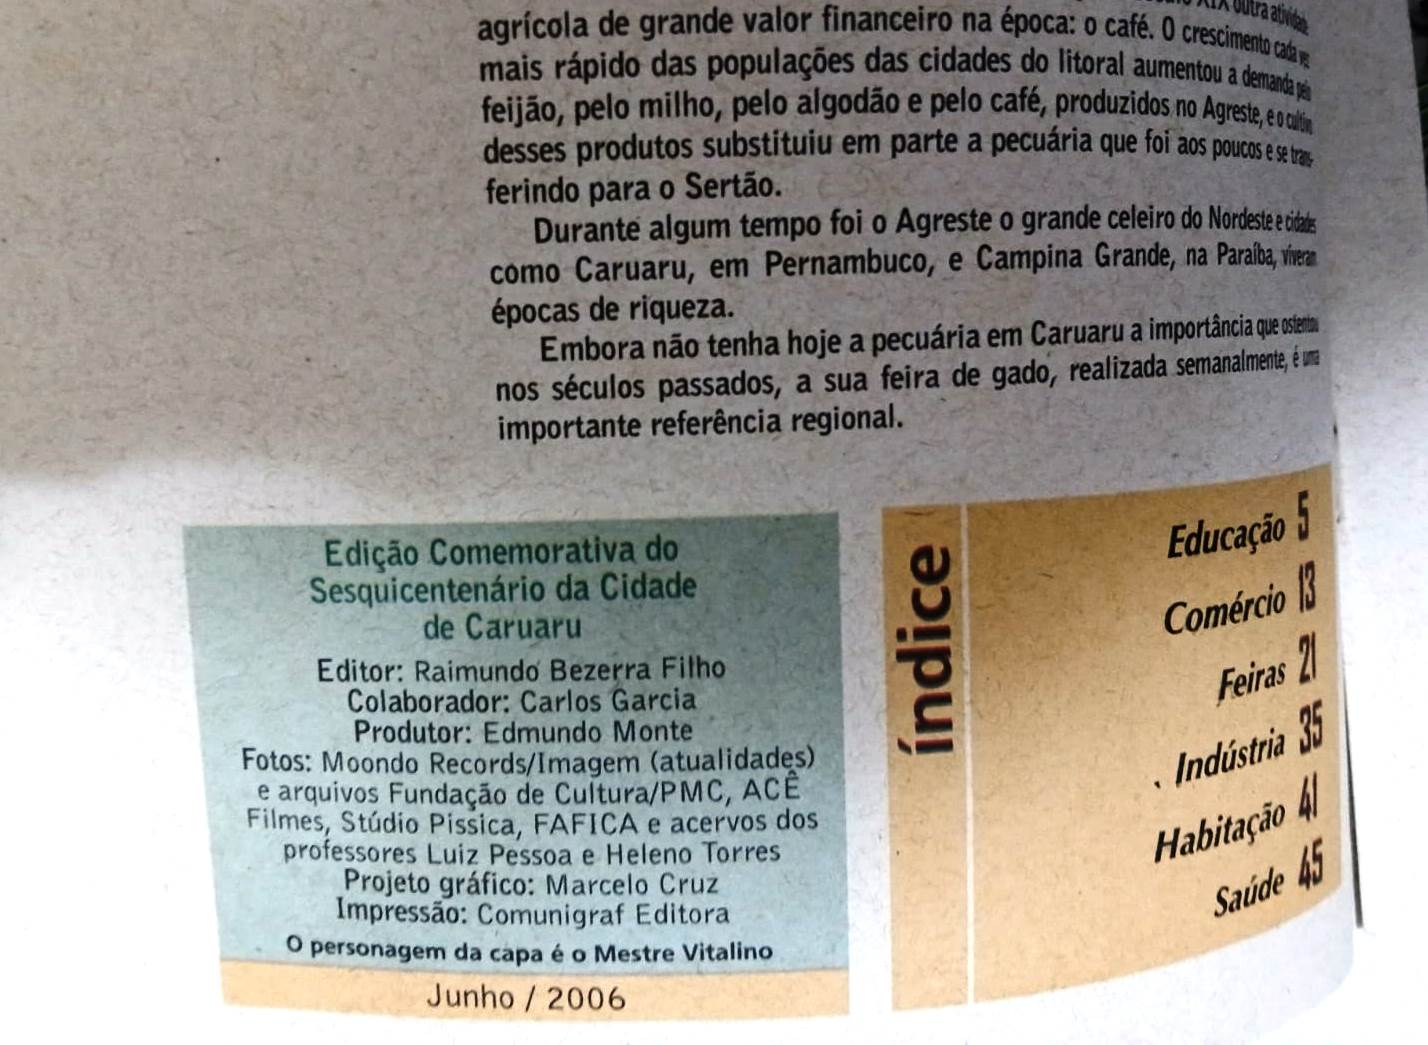 XIX outra atividade
agrícola de grande valor financeiro na época: o café. O crescimento cada vez
mais rápido das populações das cidades do litoral aumentou a demanda pelo
feijão, pelo milho, pelo algodão e pelo café, produzidos no Agreste, e o cultivo
desses produtos substituiu em parte a pecuária que foi aos poucos e se trans-
ferindo para o Sertão.
Durante algum tempo foi o Agreste o grande celeiro do Nordeste e cidades
como Caruaru, em Pernambuco, e Campina Grande, na Paraíba, viveram
épocas de riqueza.
Embora não tenha hoje a pecuária em Caruaru a importância que ostentou
nos séculos passados, a sua feira de gado, realizada semanalmente, é uma
importante referência regional.
Edição Comemorativa do
Sesquicentenário da Cidade
de Caruaru
Editor: Raimundo Bezerra Filho
Colaborador: Carlos Garcia
Produtor: Edmundo Monte
Fotos: Moondo Records/Imagem (atualidades)
e arquivos Fundação de Cultura/PMC, ACÊ
Filmes, Stúdio Pissica, FAFICA e acervos dos
professores Luiz Pessoa e Heleno Torres
Projeto gráfico: Marcelo Cruz
Impressão: Comunigraf Editora
O personagem da capa é o Mestre Vitalino
Junho / 2006
índice
Educação 5
Comércio 13
Feiras 21
Indústria 35
Habitação 41
Saúde 45